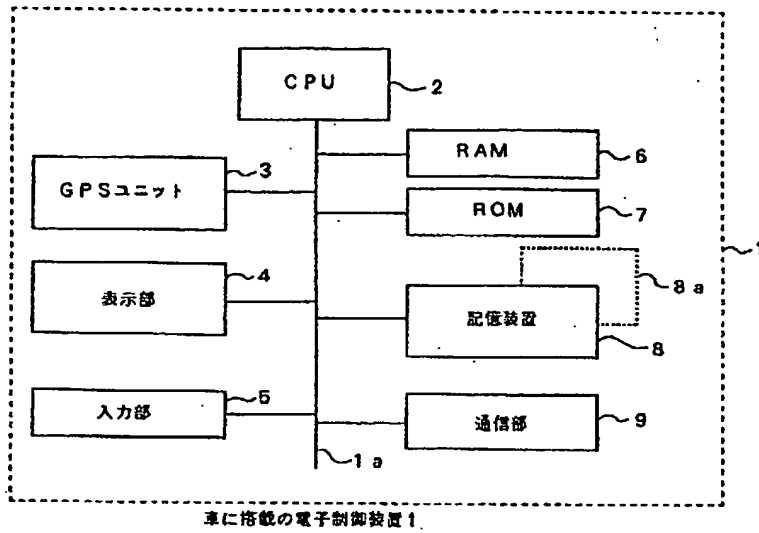 CPU
2
RAM
6
GPSユニット
3
ROM
7
1
表示部
4
8a
記憶装置
8
入力部
5
通信部
9
1a
車に搭載の電子制御装置1